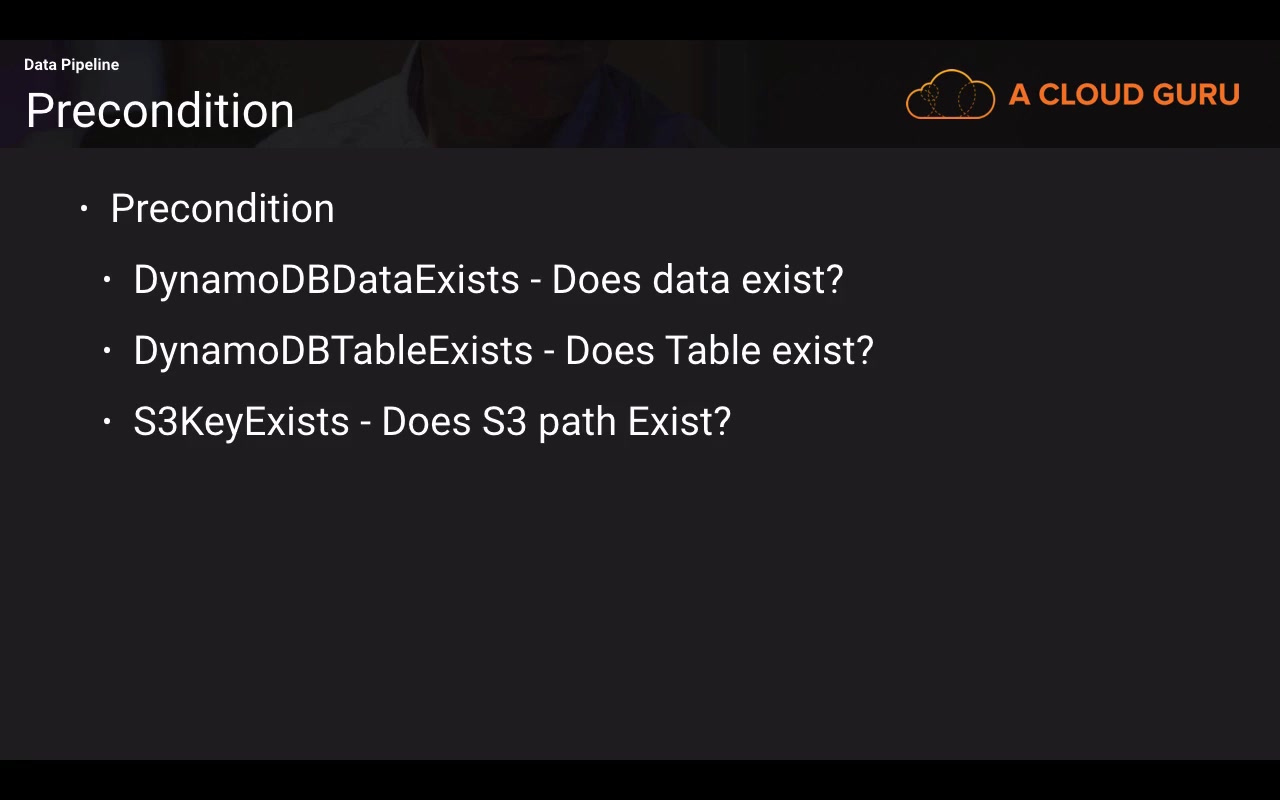 Data Pipeline
Precondition
A CLOUD GURU
• Precondition
• DynamoDBDataExists - Does data exist?
• DynamoDBTableExists - Does Table exist?
• S3KeyExists - Does S3 path Exist?